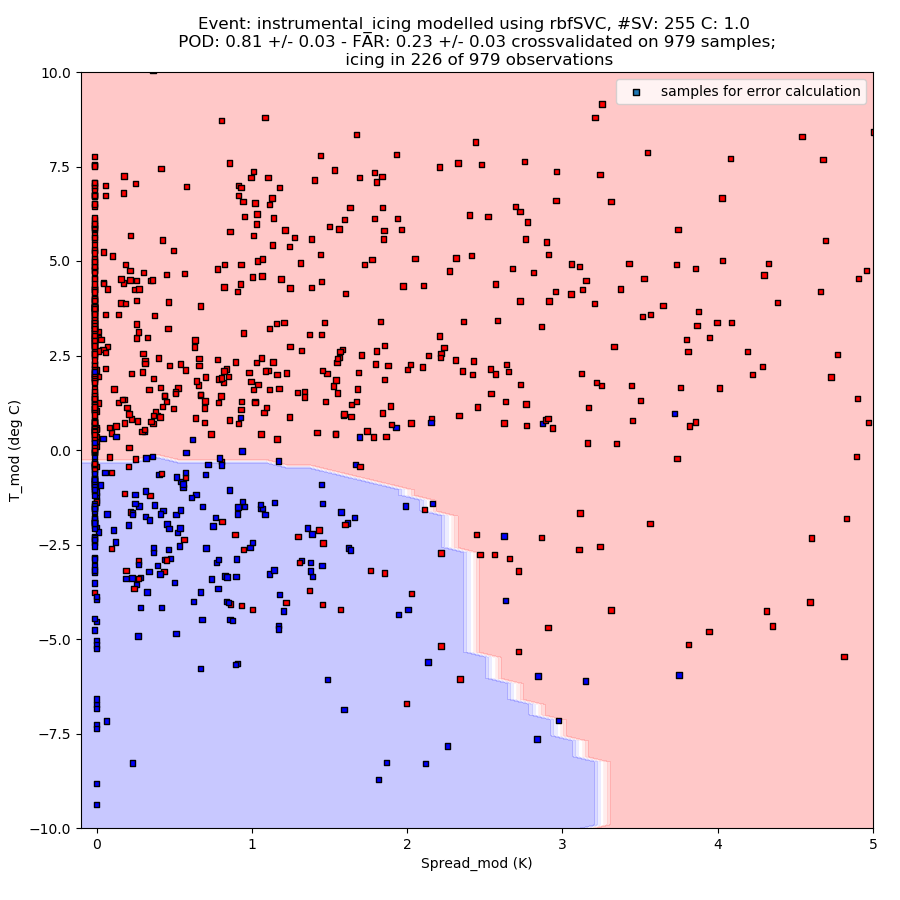 Event: instrumental_icing modelled using rbfSVC, #SV: 255 C: 1.0
POD: 0.81 +/- 0.03 - FAR: 0.23 +/- 0.03 crossvalidated on 979 samples;
icing in 226 of 979 observations
samples for error calculation
T_mod (deg C)
10.0
7.5
5.0
2.5
0.0
−2.5
−5.0
−7.5
−10.0
0 1 2 3 4 5
Spread_mod (K)